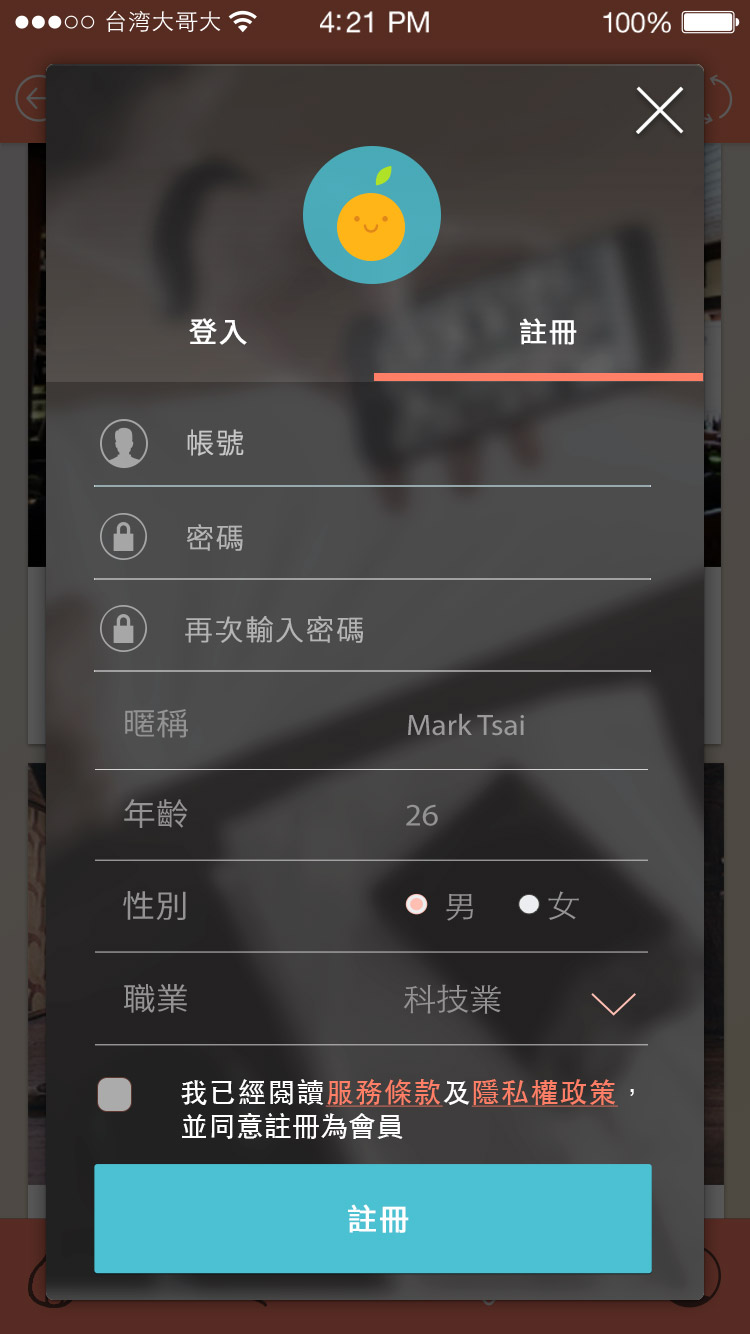 台湾大哥大 4:21 PM 100%
登入 註冊
帳號
密碼
再次輸入密碼
暱稱 Mark Tsai
年齡 26
性別 男 女
職業 科技業
我已經閱讀服務條款及隱私權政策，
並同意註冊為會員
註冊